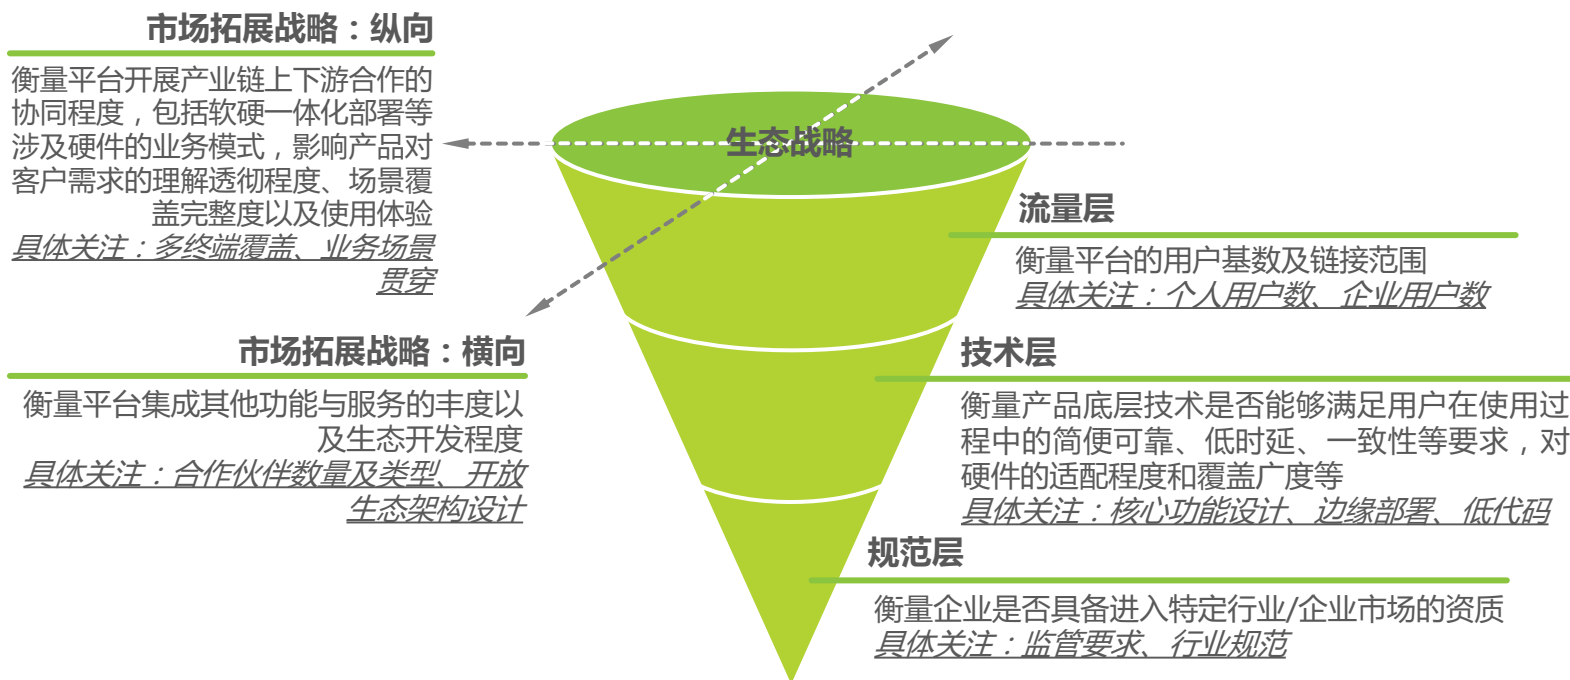 市场拓展战略：纵向
衡量平台开展产业链上下游合作的
协同程度，包括软硬一体化部署等
涉及硬件的业务模式，影响产品对
客户需求的理解透彻程度、场景覆
盖完整度以及使用体验
具体关注：多终端覆盖、业务场景
贯穿
市场拓展战略：横向
衡量平台集成其他功能与服务的丰度以
及生态开发程度
具体关注：合作伙伴数量及类型、开放
生态架构设计
生态战略
流量层
衡量平台的用户基数及链接范围
具体关注：个人用户数、企业用户数
技术层
衡量产品底层技术是否能够满足用户在使用过
程中的简便可靠、低时延、一致性等要求，对
硬件的适配程度和覆盖广度等
具体关注：核心功能设计、边缘部署、低代码
规范层
衡量企业是否具备进入特定行业/企业市场的资质
具体关注：监管要求、行业规范